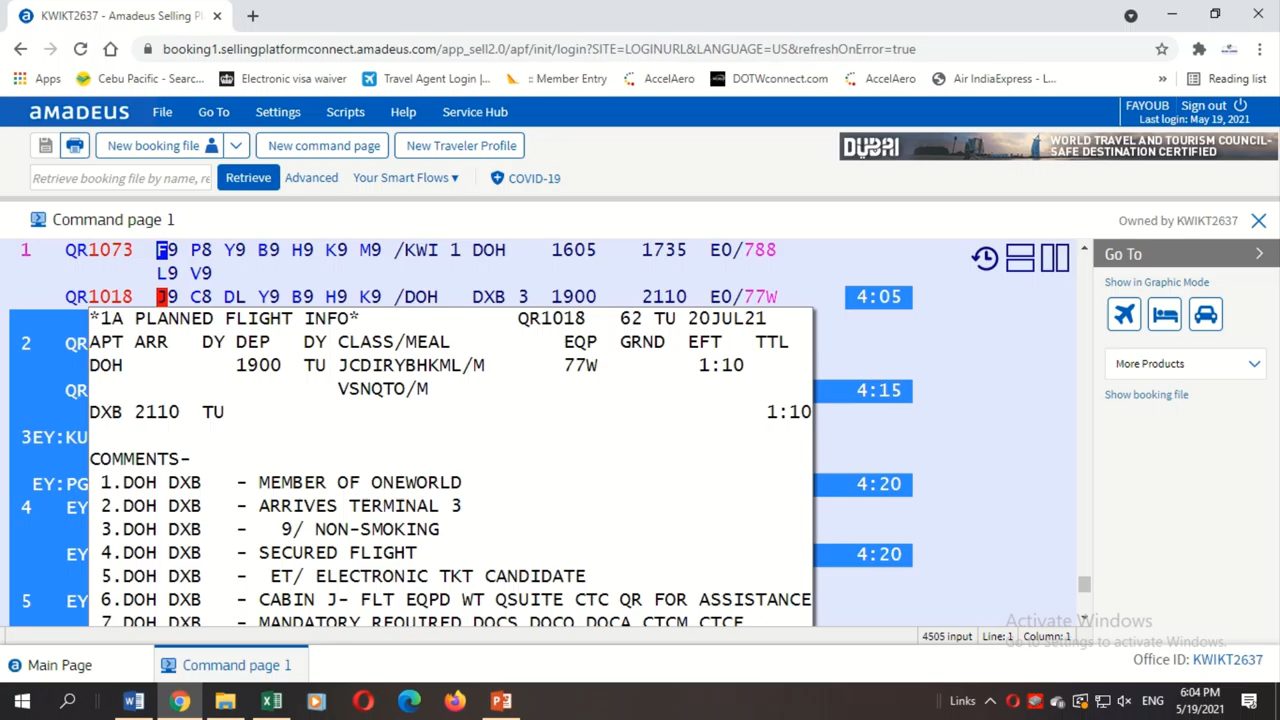 KWIKT2637 - Amadeus Selling Pl
booking1.sellingplatformconnect.amadeus.com/app_sell2.0/apf/init/login?SITE=LOGINURL&LANGUAGE=US&refreshOnError=true
Apps Cebu Pacific - Searc... Electronic visa waiver Travel Agent Login |... :: Member Entry AccelAero DOTWconnect.com AccelAero Air IndiaExpress - L... » Reading list
amadeus File Go To Settings Scripts Help Service Hub FAYOUB Sign out
Last login: May 19, 2021
New booking file New command page New Traveler Profile
DUBAI WORLD TRAVEL AND TOURISM COUNCIL-
SAFE DESTINATION CERTIFIED
Retrieve booking file by name, re Retrieve Advanced Your Smart Flows COVID-19
Command page 1 Owned by KWIKT2637
1 QR1073 F9 P8 Y9 B9 H9 K9 M9 /KWI 1 DOH 1605 1735 E0/788
L9 V9
QR1018 J9 C8 DL Y9 B9 H9 K9 /DOH DXB 3 1900 2110 E0/77W 4:05
*1A PLANNED FLIGHT INFO* QR1018 62 TU 20JUL21
2 QR APT ARR DY DEP DY CLASS/MEAL EQP GRND EFT TTL
DOH 1900 TU JCDIRYBHKML/M 77W 1:10
QR VSNQTO/M 4:15
DXB 2110 TU 1:10
3EY:KU
COMMENTS-
EY:PG 1.DOH DXB - MEMBER OF ONEWORLD 4:20
4 EY 2.DOH DXB - ARRIVES TERMINAL 3
3.DOH DXB - 9/ NON-SMOKING
EY 4.DOH DXB - SECURED FLIGHT 4:20
5.DOH DXB - ET/ ELECTRONIC TKT CANDIDATE
5 EY 6.DOH DXB - CABIN J- FLT EQPD WT QSUITE CTC QR FOR ASSISTANCE
7.DOH DXB - MANDATORY REQUIRED DOCS DOCO DOCA CTCM CTCE
Go To
Show in Graphic Mode
More Products
Show booking file
Activate Windows
Go to Settings to activate Windows.
4505 input Line: 1 Column: 1
Main Page Command page 1 Office ID: KWIKT2637
Links ENG 6:04 PM
5/19/2021